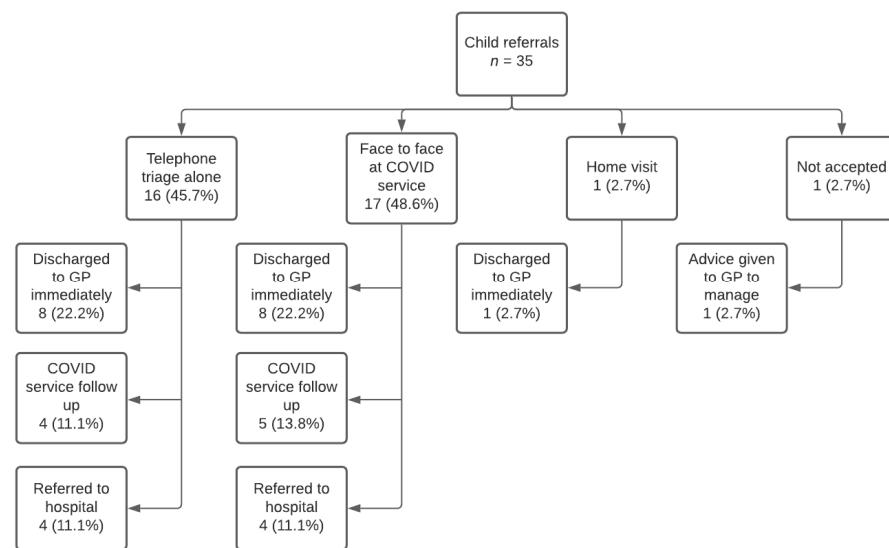 Child referrals
n = 35
Telephone
triage alone
16 (45.7%)
Face to face
at COVID
service
17 (48.6%)
Home visit
1 (2.7%)
Not accepted
1 (2.7%)
Discharged
to GP
immediately
8 (22.2%)
Discharged
to GP
immediately
8 (22.2%)
Discharged
to GP
immediately
1 (2.7%)
Advice given
to GP to
manage
1 (2.7%)
COVID
service follow
up
4 (11.1%)
COVID
service follow
up
5 (13.8%)
Referred to
hospital
4 (11.1%)
Referred to
hospital
4 (11.1%)